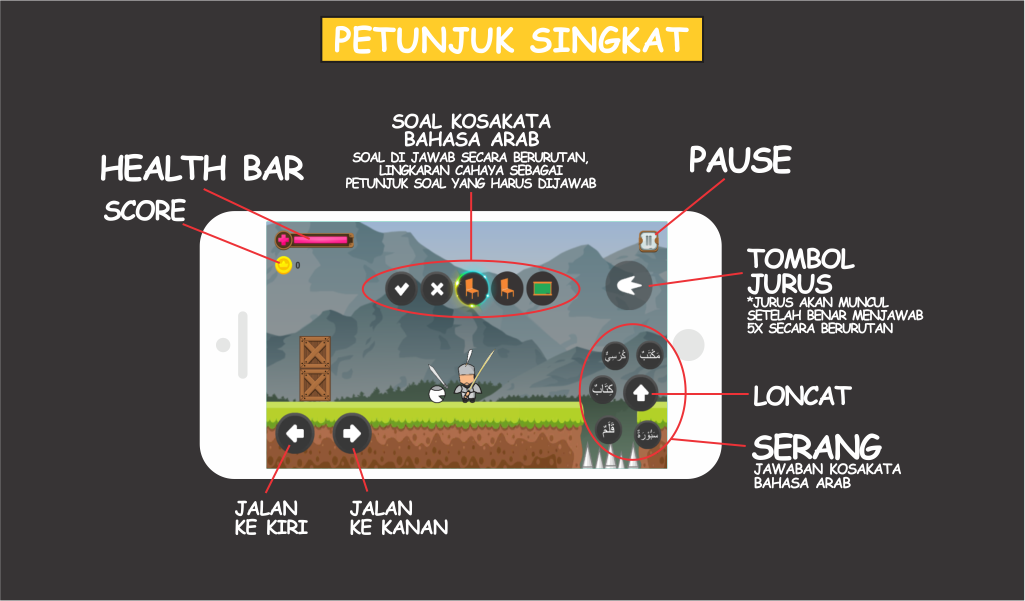 PETUNJUK SINGKAT
SOAL KOSAKATA
BAHASA ARAB
SOAL DI JAWAB SECARA BERURUTAN,
LINGKARAN CAHAYA SEBAGAI
PETUNJUK SOAL YANG HARUS DIJAWAB
HEALTH BAR
SCORE
PAUSE
0
TOMBOL
JURUS
*JURUS AKAN MUNCUL
SETELAH BENAR MENJAWAB
5X SECARA BERURUTAN
كُرْسِيٌّ
مَكْتَبٌ
كِتَابٌ
قَلَمٌ
سَبُّوْرَةٌ
LONCAT
SERANG
JAWABAN KOSAKATA
BAHASA ARAB
JALAN
KE KIRI
JALAN
KE KANAN